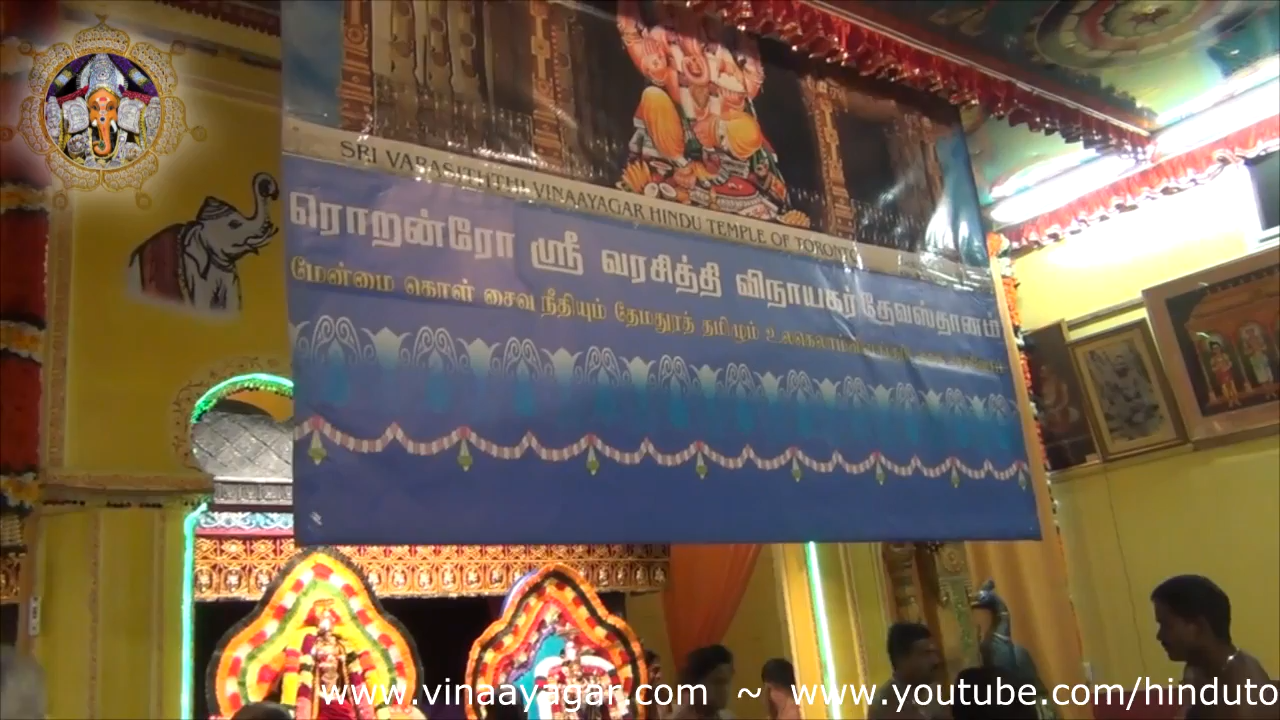 SRI VARASITHTHI VINAAYAGAR HINDU TEMPLE OF TORONTO
ரொறன்ரோ ஸ்ரீ வரசித்தி விநாயகர் தேவஸ்தானம்
மேன்மை கொள் சைவ நீதியும் தேமதுரத் தமிழும்
www.vinaayagar.com ~ www.youtube.com/hinduto